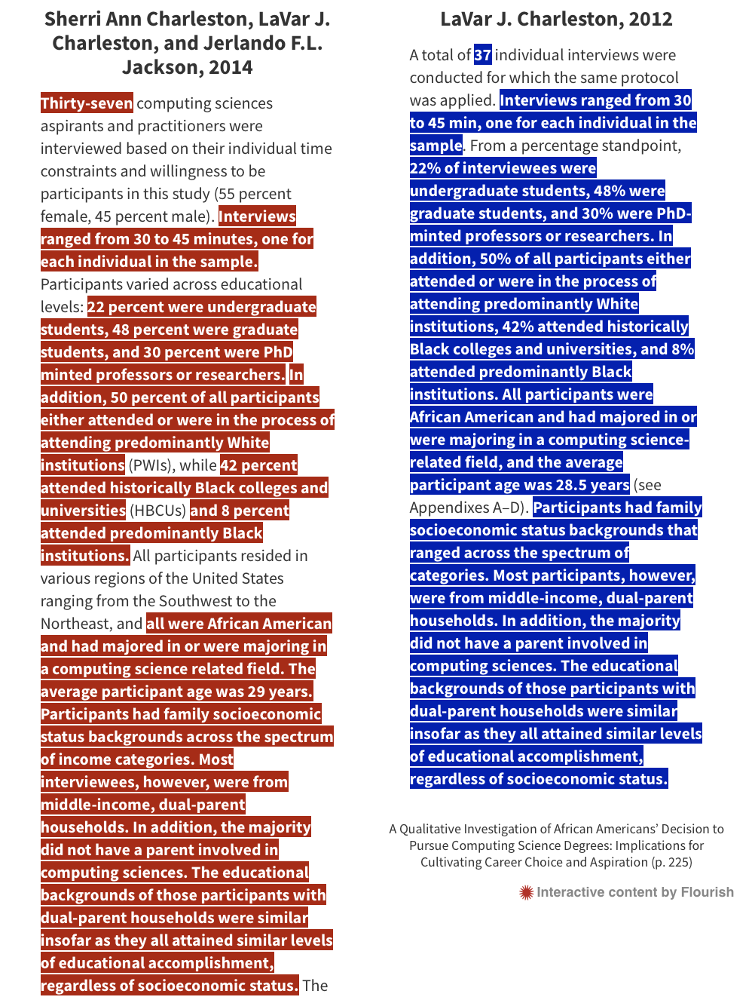 Sherri Ann Charleston, LaVar J.
Charleston, and Jerlando F.L.
Jackson, 2014
Thirty-seven computing sciences
aspirants and practitioners were
interviewed based on their individual time
constraints and willingness to be
participants in this study (55 percent
female, 45 percent male). Interviews
ranged from 30 to 45 minutes, one for
each individual in the sample.
Participants varied across educational
levels: 22 percent were undergraduate
students, 48 percent were graduate
students, and 30 percent were PhD
minted professors or researchers. In
addition, 50 percent of all participants
either attended or were in the process of
attending predominantly White
institutions (PWIs), while 42 percent
attended historically Black colleges and
universities (HBCUs) and 8 percent
attended predominantly Black
institutions. All participants resided in
various regions of the United States
ranging from the Southwest to the
Northeast, and all were African American
and had majored in or were majoring in
a computing science related field. The
average participant age was 29 years.
Participants had family socioeconomic
status backgrounds across the spectrum
of income categories. Most
interviewees, however, were from
middle-income, dual-parent
households. In addition, the majority
did not have a parent involved in
computing sciences. The educational
backgrounds of those participants with
dual-parent households were similar
insofar as they all attained similar levels
of educational accomplishment,
regardless of socioeconomic status. The
LaVar J. Charleston, 2012
A total of 37 individual interviews were
conducted for which the same protocol
was applied. Interviews ranged from 30
to 45 min, one for each individual in the
sample. From a percentage standpoint,
22% of interviewees were
undergraduate students, 48% were
graduate students, and 30% were PhD-
minted professors or researchers. In
addition, 50% of all participants either
attended or were in the process of
attending predominantly White
institutions, 42% attended historically
Black colleges and universities, and 8%
attended predominantly Black
institutions. All participants were
African American and had majored in or
were majoring in a computing science-
related field, and the average
participant age was 28.5 years (see
Appendixes A–D). Participants had family
socioeconomic status backgrounds that
ranged across the spectrum of
categories. Most participants, however,
were from middle-income, dual-parent
households. In addition, the majority
did not have a parent involved in
computing sciences. The educational
backgrounds of those participants with
dual-parent households were similar
insofar as they all attained similar levels
of educational accomplishment,
regardless of socioeconomic status.
A Qualitative Investigation of African Americans’ Decision to
Pursue Computing Science Degrees: Implications for
Cultivating Career Choice and Aspiration (p. 225)
Interactive content by Flourish